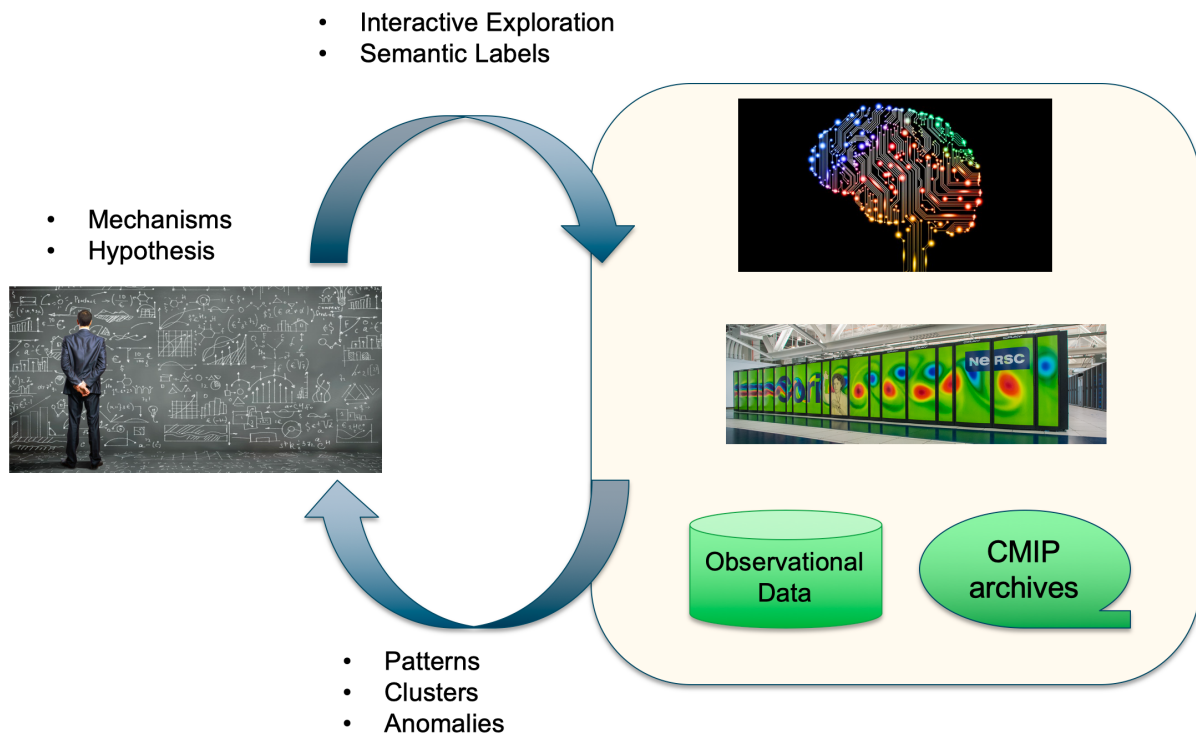 • Interactive Exploration
• Semantic Labels
• Mechanisms
• Hypothesis
NeRSC
Observational
Data
CMIP
archives
• Patterns
• Clusters
• Anomalies